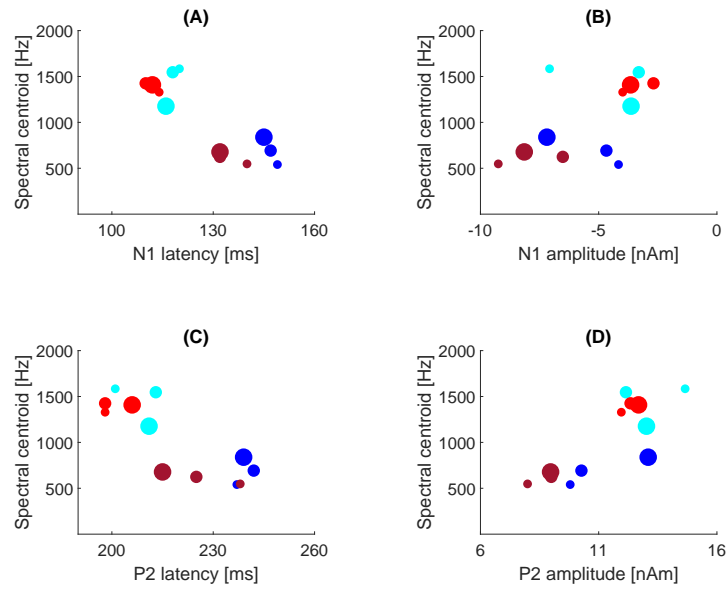 (A)
Spectral centroid [Hz]
2000
1500
1000
500
100
130
160
N1 latency [ms]
(B)
Spectral centroid [Hz]
2000
1500
1000
500
-10
-5
0
N1 amplitude [nAm]
(C)
Spectral centroid [Hz]
2000
1500
1000
500
200
230
260
P2 latency [ms]
(D)
Spectral centroid [Hz]
2000
1500
1000
500
6
11
16
P2 amplitude [nAm]